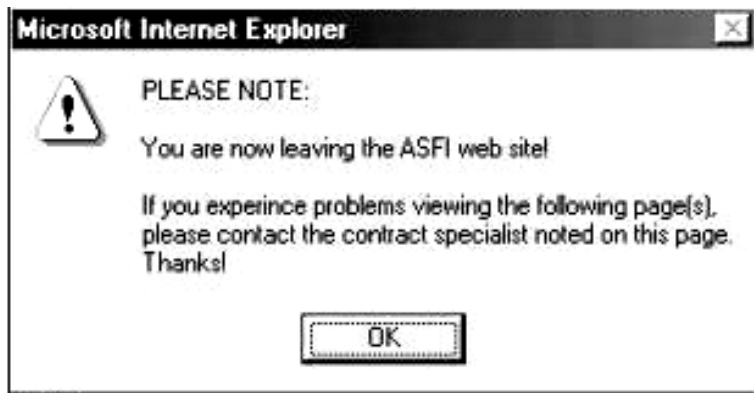 Microsoft Internet Explorer
PLEASE NOTE:
You are now leaving the ASFI web site!
If you experince problems viewing the following page(s),
please contact the contract specialist noted on this page.
Thanks!
OK